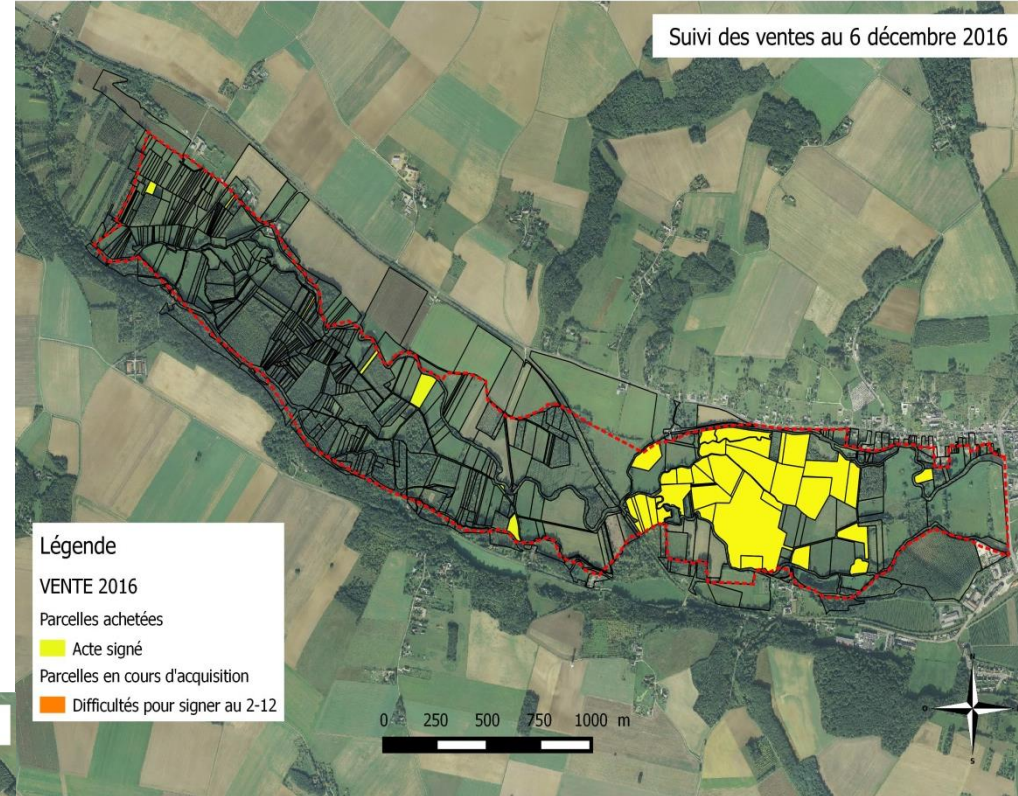 Suivi des ventes au 6 décembre 2016
Légende
VENTE 2016
Parcelles achetées
Acte signé
Parcelles en cours d'acquisition
Difficultés pour signer au 2-12
0 250 500 750 1000 m
N
O
S